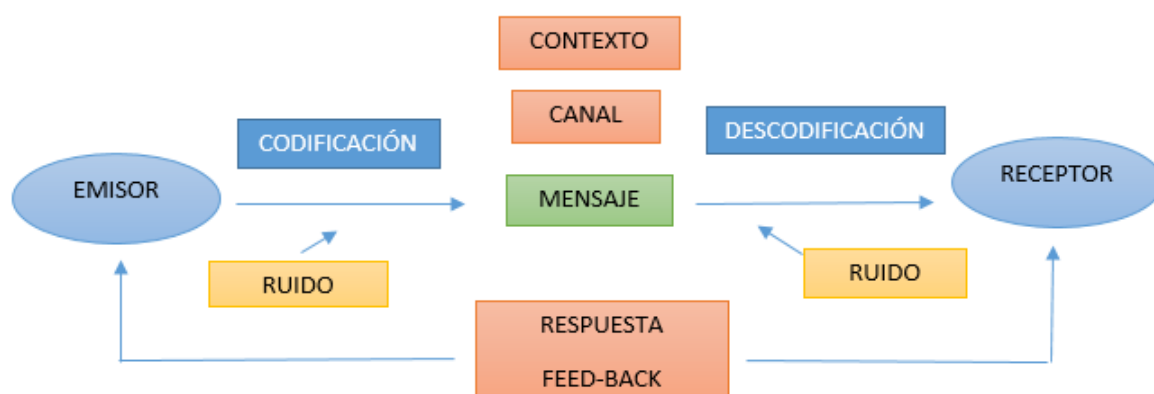 CONTEXTO
CANAL
CODIFICACIÓN
DESCODIFICACIÓN
EMISOR
MENSAJE
RECEPTOR
RUIDO
RUIDO
RESPUESTA
FEED-BACK